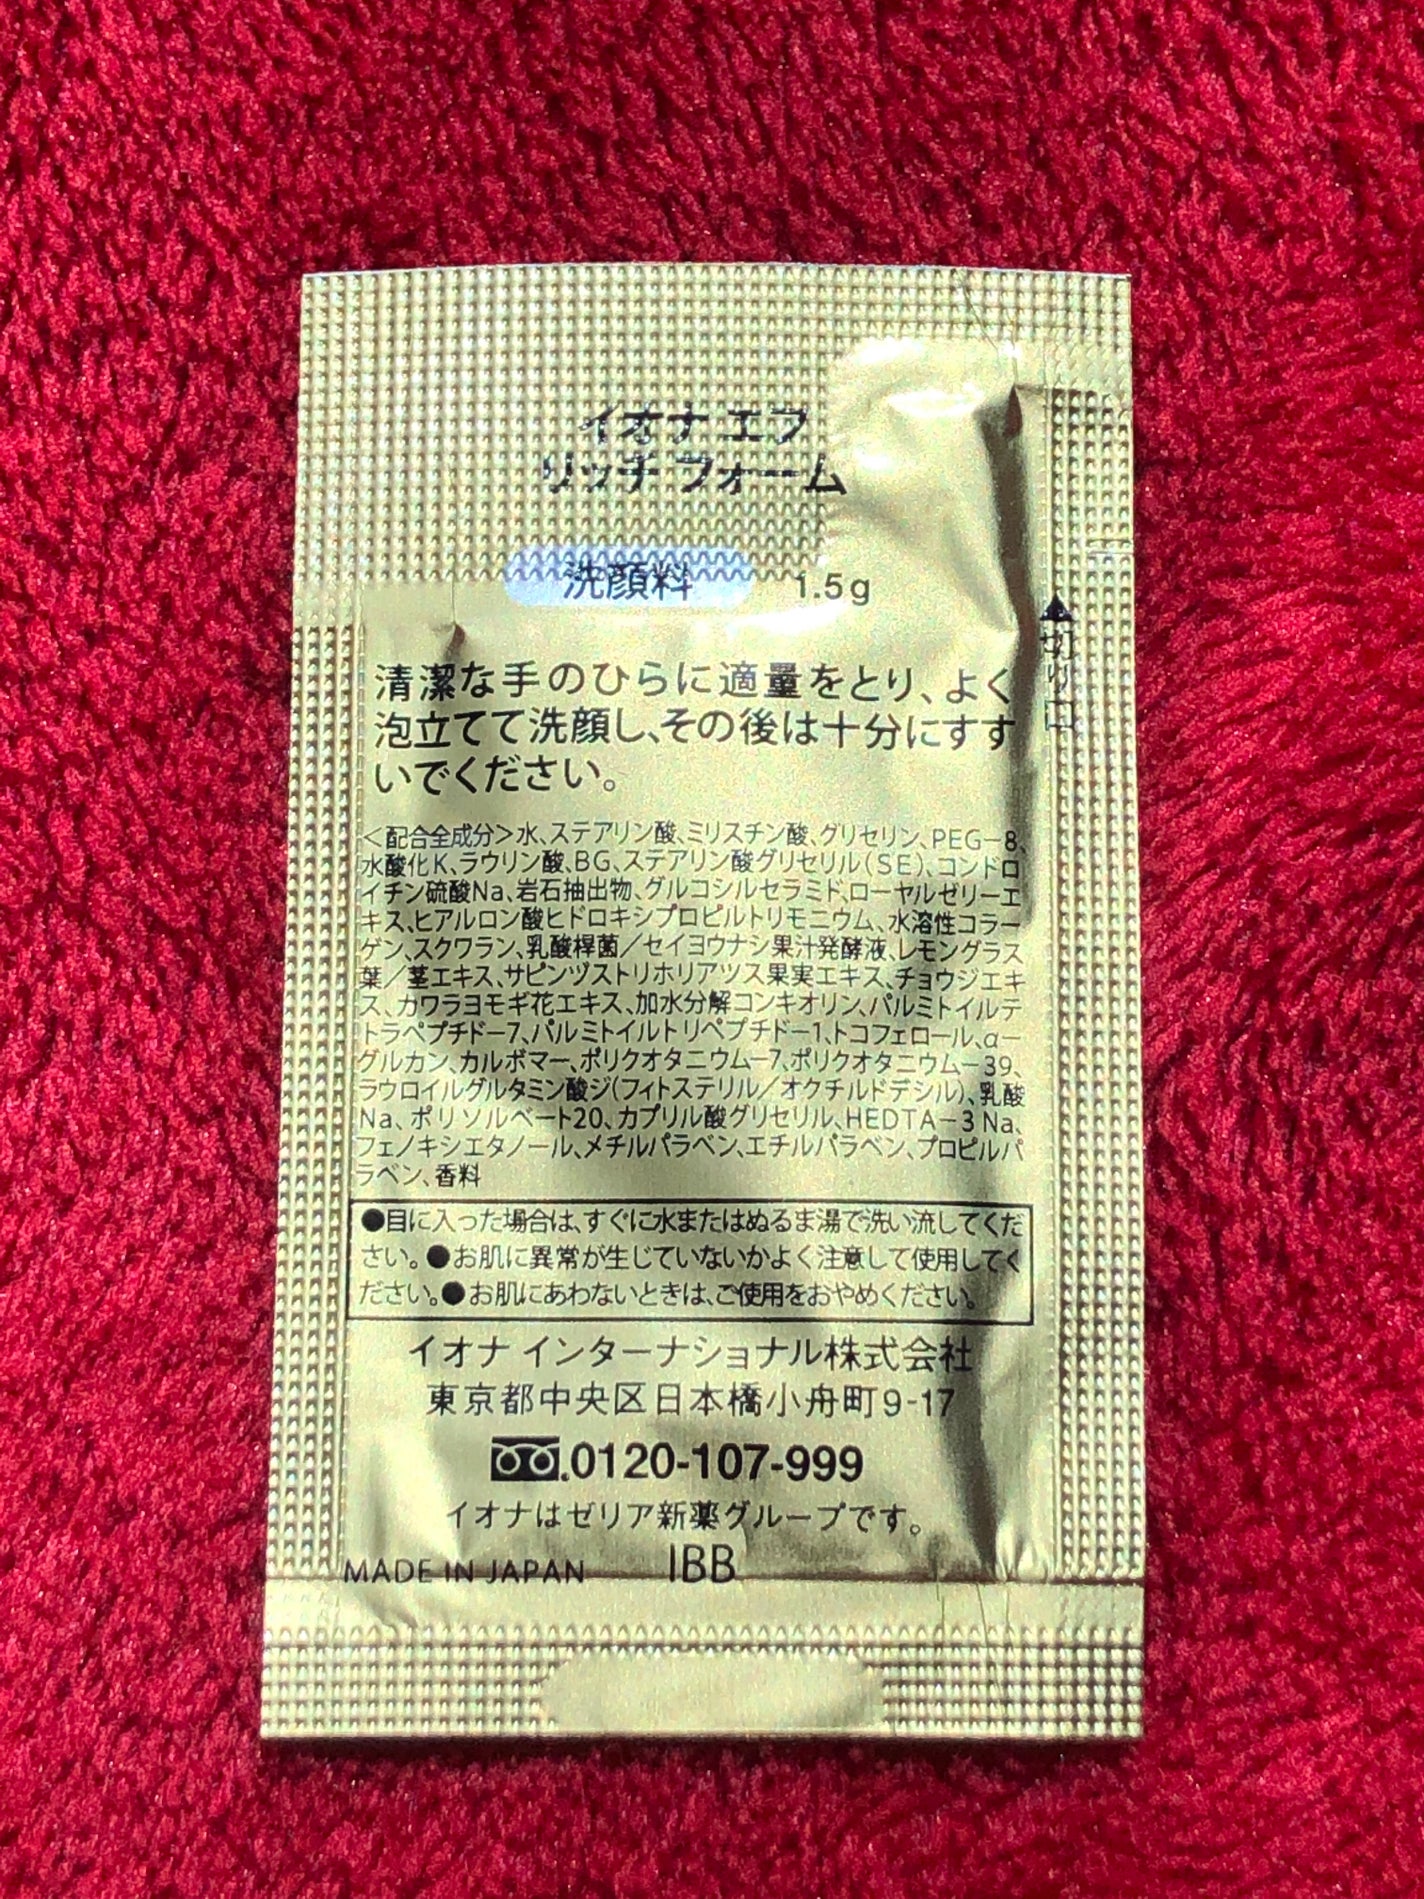 イオナ エフ
リッチ フォーム
洗顔料 1.5g
▲切り口
清潔な手のひらに適量をとり、よく
泡立てて洗顔し、その後は十分にすす
いでください。
＜配合全成分＞水、ステアリン酸、ミリスチン酸、グリセリン、PEG－8、
水酸化K、ラウリン酸、BG、ステアリン酸グリセリル（SE）、コンドロ
イチン硫酸Na、岩石抽出物、グルコシルセラミド、ローヤルゼリーエ
キス、ヒアルロン酸ヒドロキシプロピルトリモニウム、水溶性コラー
ゲン、スクワラン、乳酸桿菌／セイヨウナシ果汁発酵液、レモングラス
葉／茎エキス、サピンヅストリホリアツス果実エキス、チョウジエキ
ス、カワラヨモギ花エキス、加水分解コンキオリン、パルミトイルテ
トラペプチド－7、パルミトイルトリペプチド－1、トコフェロール、α－
グルカン、カルボマー、ポリクオタニウム－7、ポリクオタニウム－39、
ラウロイルグルタミン酸ジ（フィトステリル／オクチルドデシル）、乳酸
Na、ポリソルベート20、カプリル酸グリセリル、HEDTA－3Na、
フェノキシエタノール、メチルパラベン、エチルパラベン、プロピルパ
ラベン、香料
●目に入った場合は、すぐに水またはぬるま湯で洗い流してくだ
さい。●お肌に異常が生じていないかよく注意して使用してく
ださい。●お肌にあわないときは、ご使用をおやめください。
イオナ インターナショナル株式会社
東京都中央区日本橋小舟町9-17
0120-107-999
イオナはゼリア新薬グループです。
MADE IN JAPAN IBB